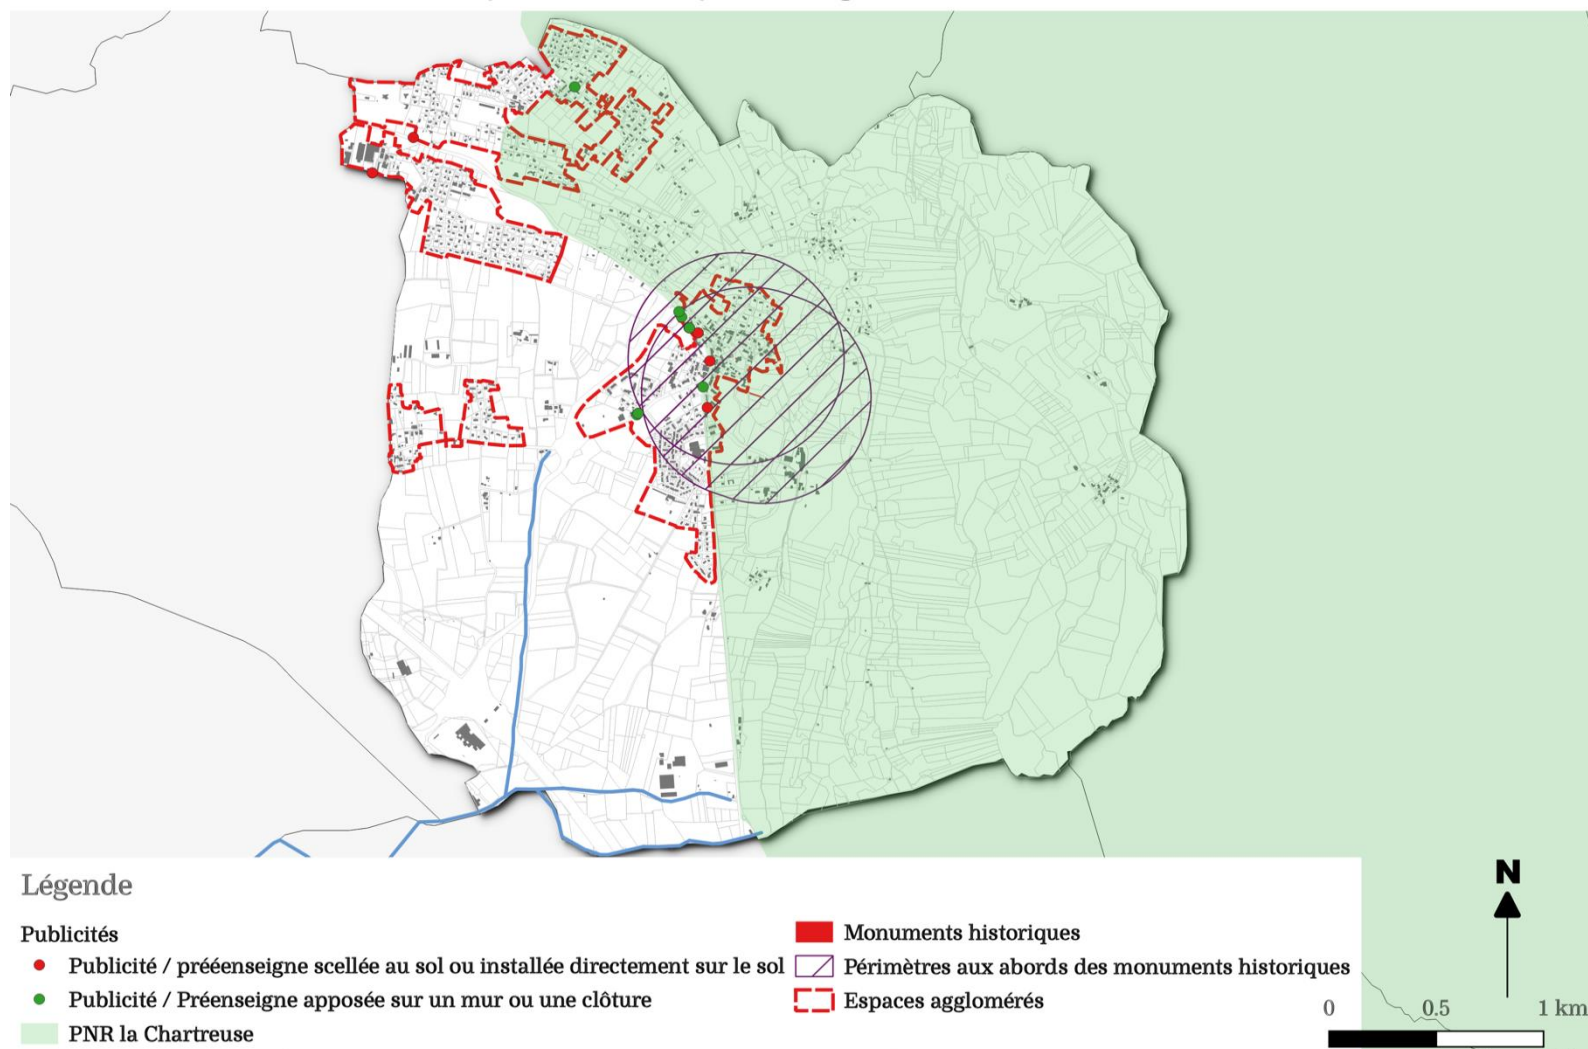 Légende
Publicités
Publicité / prééenseigne scellée au sol ou installée directement sur le sol
Publicité / Préenseigne apposée sur un mur ou une clôture
PNR la Chartreuse
Monuments historiques
Périmètres aux abords des monuments historiques
Espaces agglomérés
N
0 0.5 1 km